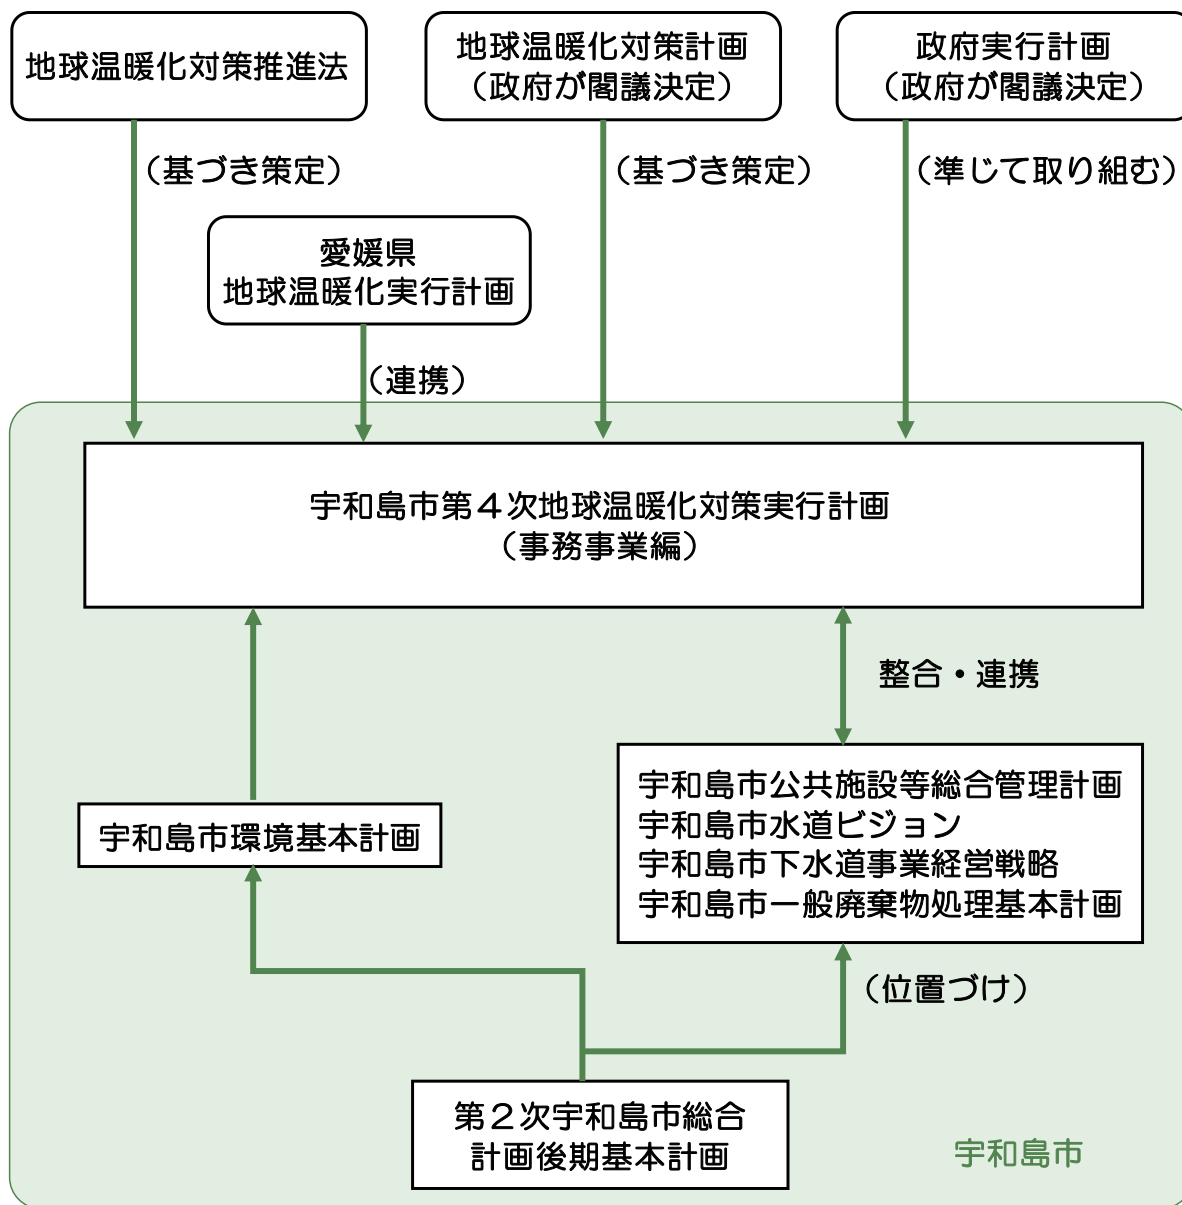 地球温暖化対策推進法
地球温暖化対策計画
（政府が閣議決定）
政府実行計画
（政府が閣議決定）
（基づき策定）
（基づき策定）
（準じて取り組む）
愛媛県
地球温暖化実行計画
（連携）
宇和島市第４次地球温暖化対策実行計画
（事務事業編）
整合・連携
宇和島市環境基本計画
宇和島市公共施設等総合管理計画
宇和島市水道ビジョン
宇和島市下水道事業経営戦略
宇和島市一般廃棄物処理基本計画
（位置づけ）
第２次宇和島市総合
計画後期基本計画
宇和島市